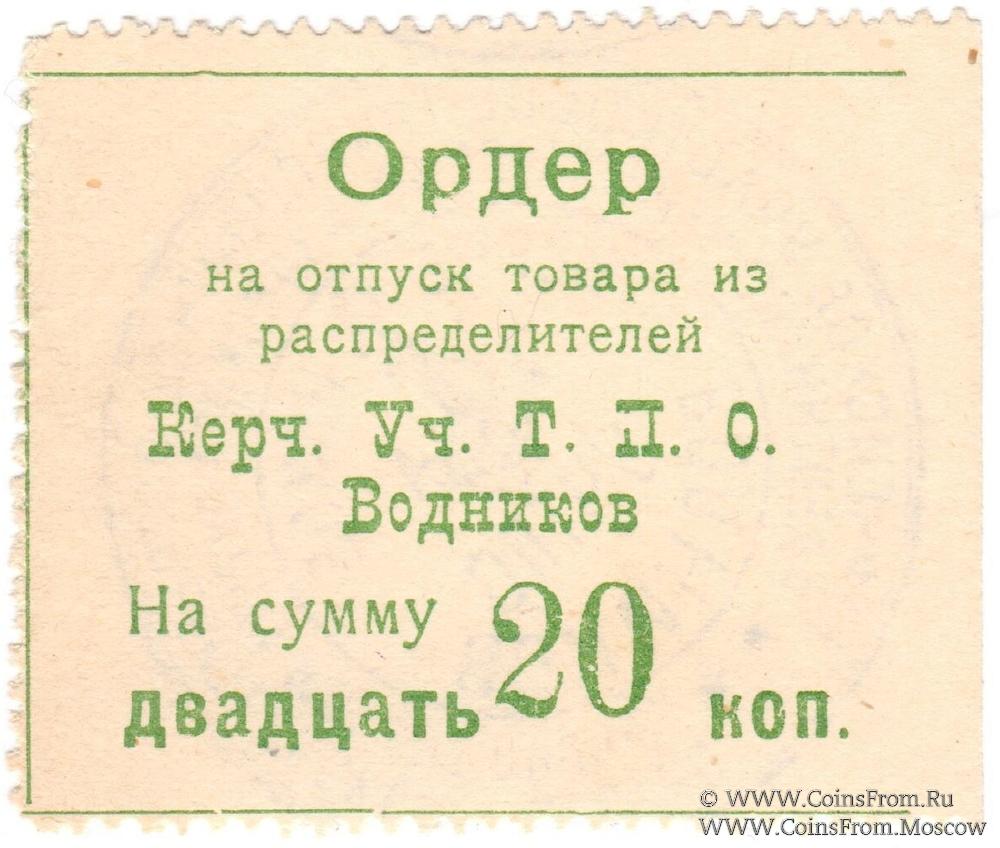 Ордер
на отпуск товара из
распределителей
Керч. Уч. Т. П. О.
Водников
На сумму 20
двадцать коп.
© WWW.CoinsFrom.Ru
WWW.CoinsFrom.Moscow